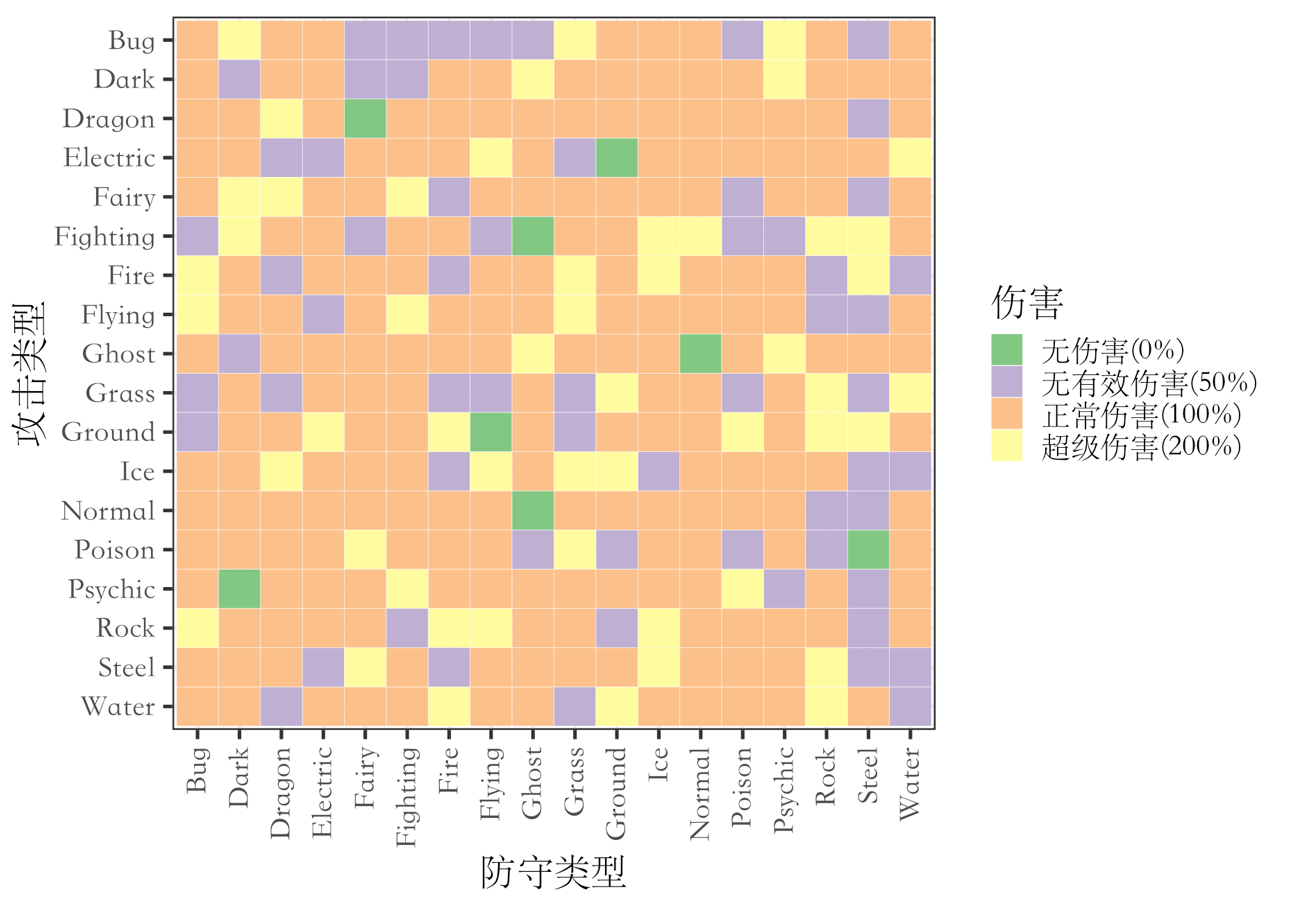 Bug
Dark
Dragon
Electric
Fairy
Fighting
Fire
Flying
Ghost
Grass
Ground
Ice
Normal
Poison
Psychic
Rock
Steel
Water
攻击类型
Bug
Dark
Dragon
Electric
Fairy
Fighting
Fire
Flying
Ghost
Grass
Ground
Ice
Normal
Poison
Psychic
Rock
Steel
Water
防守类型
伤害
无伤害(0%)
无有效伤害(50%)
正常伤害(100%)
超级伤害(200%)